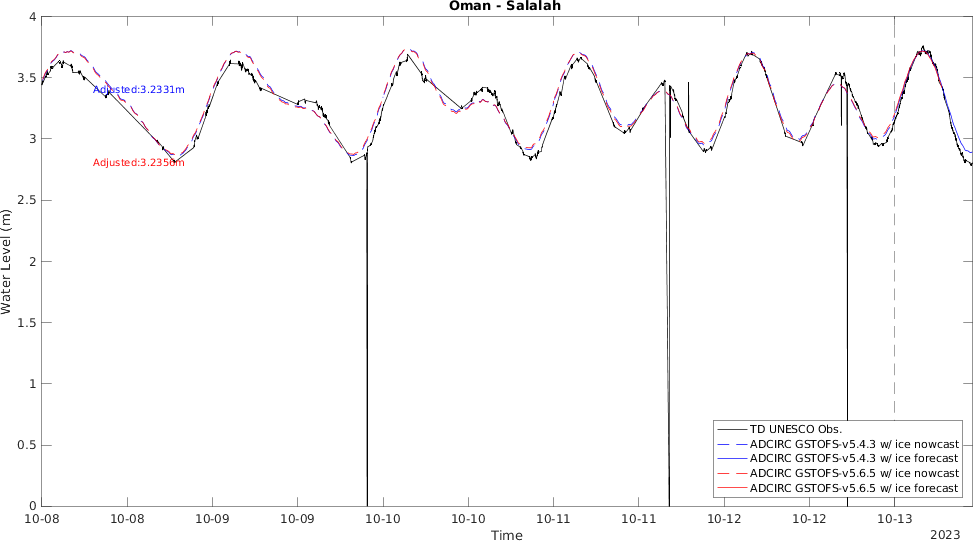 Oman - Salalah
4
3.5
3
2.5
2
1.5
1
0.5
0
Water Level (m)
Adjusted:3.2331m
Adjusted:3.2356m
TD UNESCO Obs.
ADCIRC GSTOFS-v5.4.3 w/ ice nowcast
ADCIRC GSTOFS-v5.4.3 w/ ice forecast
ADCIRC GSTOFS-v5.6.5 w/ ice nowcast
ADCIRC GSTOFS-v5.6.5 w/ ice forecast
10-08 10-08 10-09 10-09 10-10 10-10 10-11 10-11 10-12 10-12 10-13
Time
2023